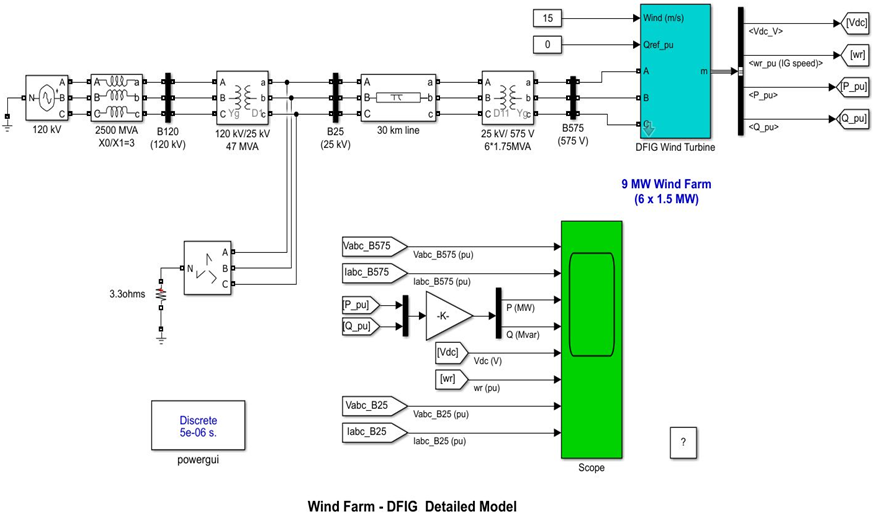 15
Wind (m/s)
[Vdc]
<Vdc_V>
0
Qref_pu
[wr]
<wr_pu (IG speed)>
m
[P_pu]
<P_pu>
[Q_pu]
<Q_pu>
A
B
C
DFIG Wind Turbine
N
A
B
C
120 kV
A a
B b
C c
2500 MVA
X0/X1=3
B120
(120 kV)
A a
B b
C c
Yg
120 kV/25 kV
47 MVA
B25
(25 kV)
A a
B b
C c
30 km line
A a
B b
C c
D11 Yg
25 kV/ 575 V
6*1.75MVA
B575
(575 V)
9 MW Wind Farm
(6 x 1.5 MW)
N
A
B
C
3.3ohms
Vabc_B575
Vabc_B575 (pu)
Iabc_B575
Iabc_B575 (pu)
[P_pu]
[Q_pu]
-K-
P (MW)
Q (Mvar)
[Vdc]
Vdc (V)
[wr]
wr (pu)
Vabc_B25
Vabc_B25 (pu)
Iabc_B25
Iabc_B25 (pu)
Scope
?
Discrete
5e-06 s.
powergui
Wind Farm - DFIG Detailed Model